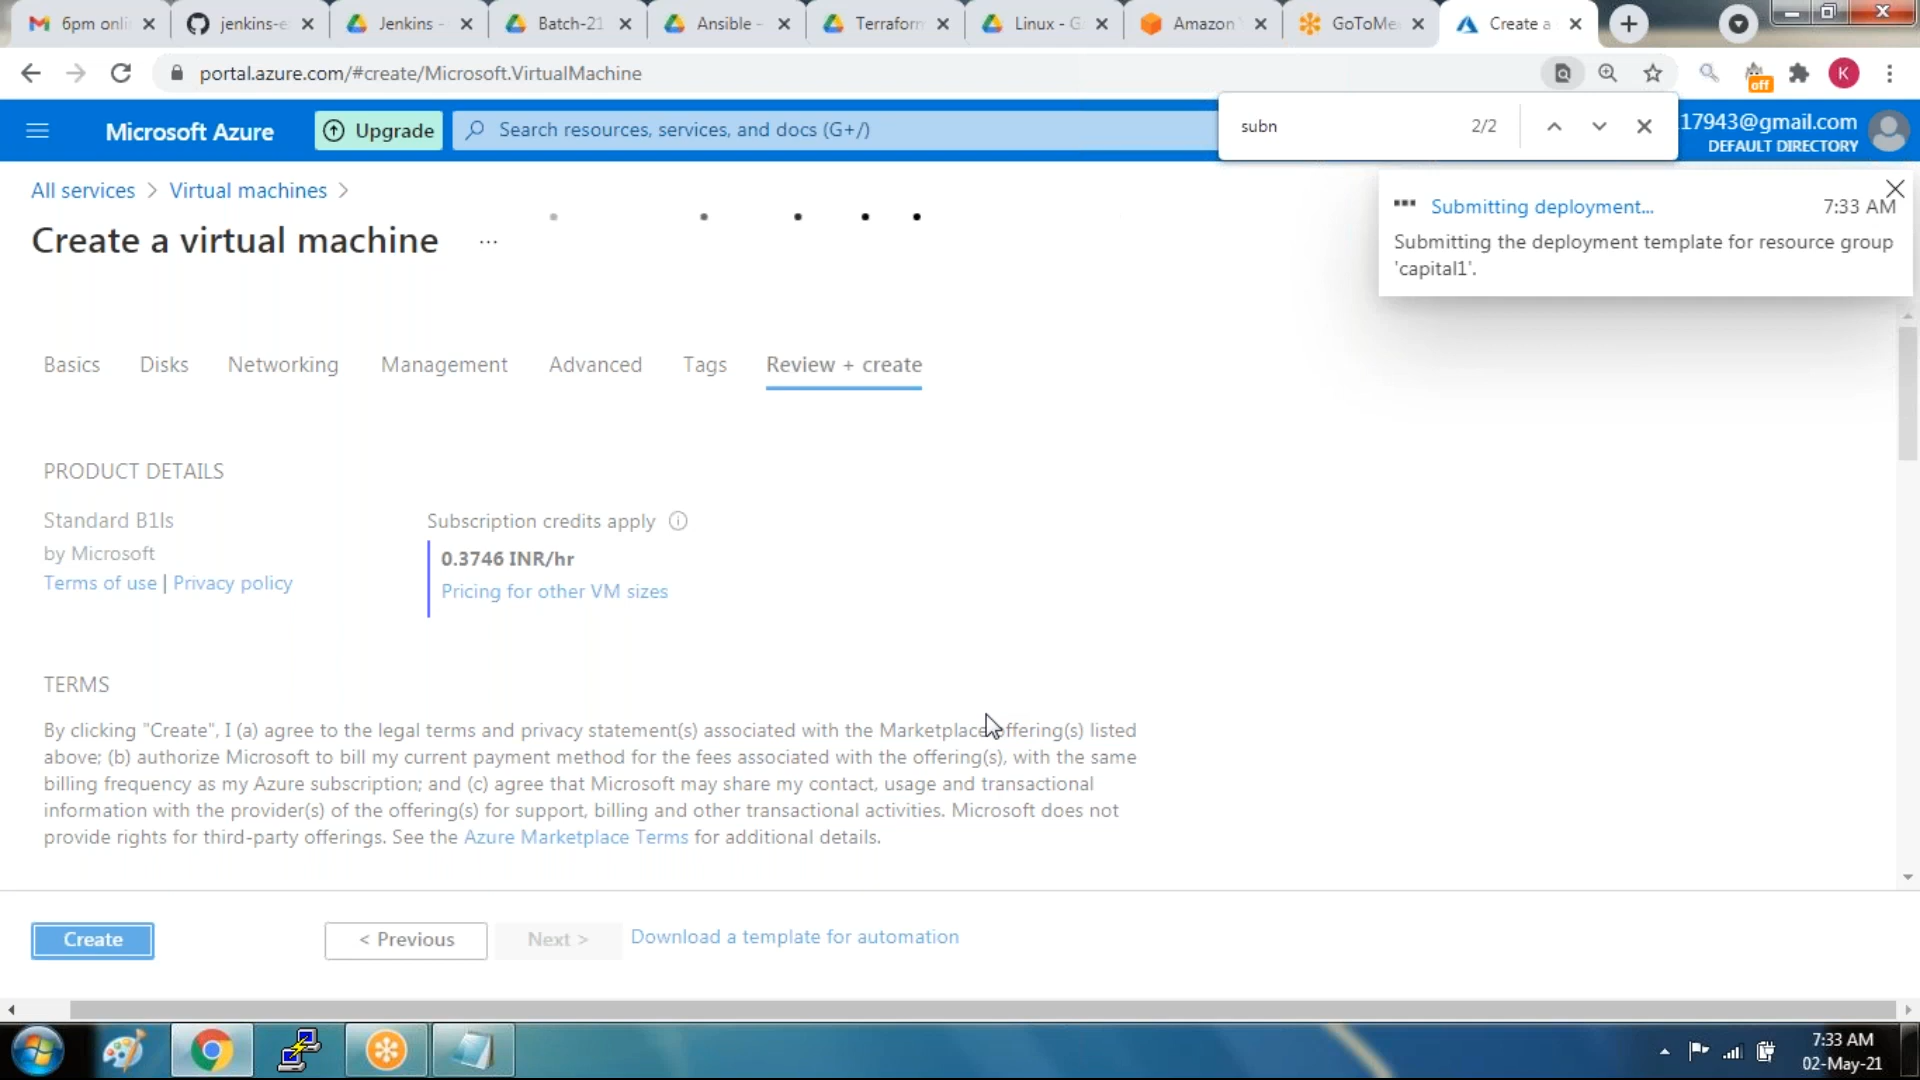 6pm onli
jenkins-e
Jenkins -
Batch-21
Ansible -
Terraform
Linux - G
Amazon
GoToMe
Create a
portal.azure.com/#create/Microsoft.VirtualMachine
off
K
Microsoft Azure
Upgrade
Search resources, services, and docs (G+/)
subn
2/2
17943@gmail.com
DEFAULT DIRECTORY
All services > Virtual machines >
Create a virtual machine ...
Submitting deployment...
7:33 AM
Submitting the deployment template for resource group
'capital1'.
Basics
Disks
Networking
Management
Advanced
Tags
Review + create
PRODUCT DETAILS
Standard B1ls
by Microsoft
Terms of use | Privacy policy
Subscription credits apply
0.3746 INR/hr
Pricing for other VM sizes
TERMS
By clicking "Create", I (a) agree to the legal terms and privacy statement(s) associated with the Marketplace offering(s) listed
above; (b) authorize Microsoft to bill my current payment method for the fees associated with the offering(s), with the same
billing frequency as my Azure subscription; and (c) agree that Microsoft may share my contact, usage and transactional
information with the provider(s) of the offering(s) for support, billing and other transactional activities. Microsoft does not
provide rights for third-party offerings. See the Azure Marketplace Terms for additional details.
Create
< Previous
Next >
Download a template for automation
7:33 AM
02-May-21